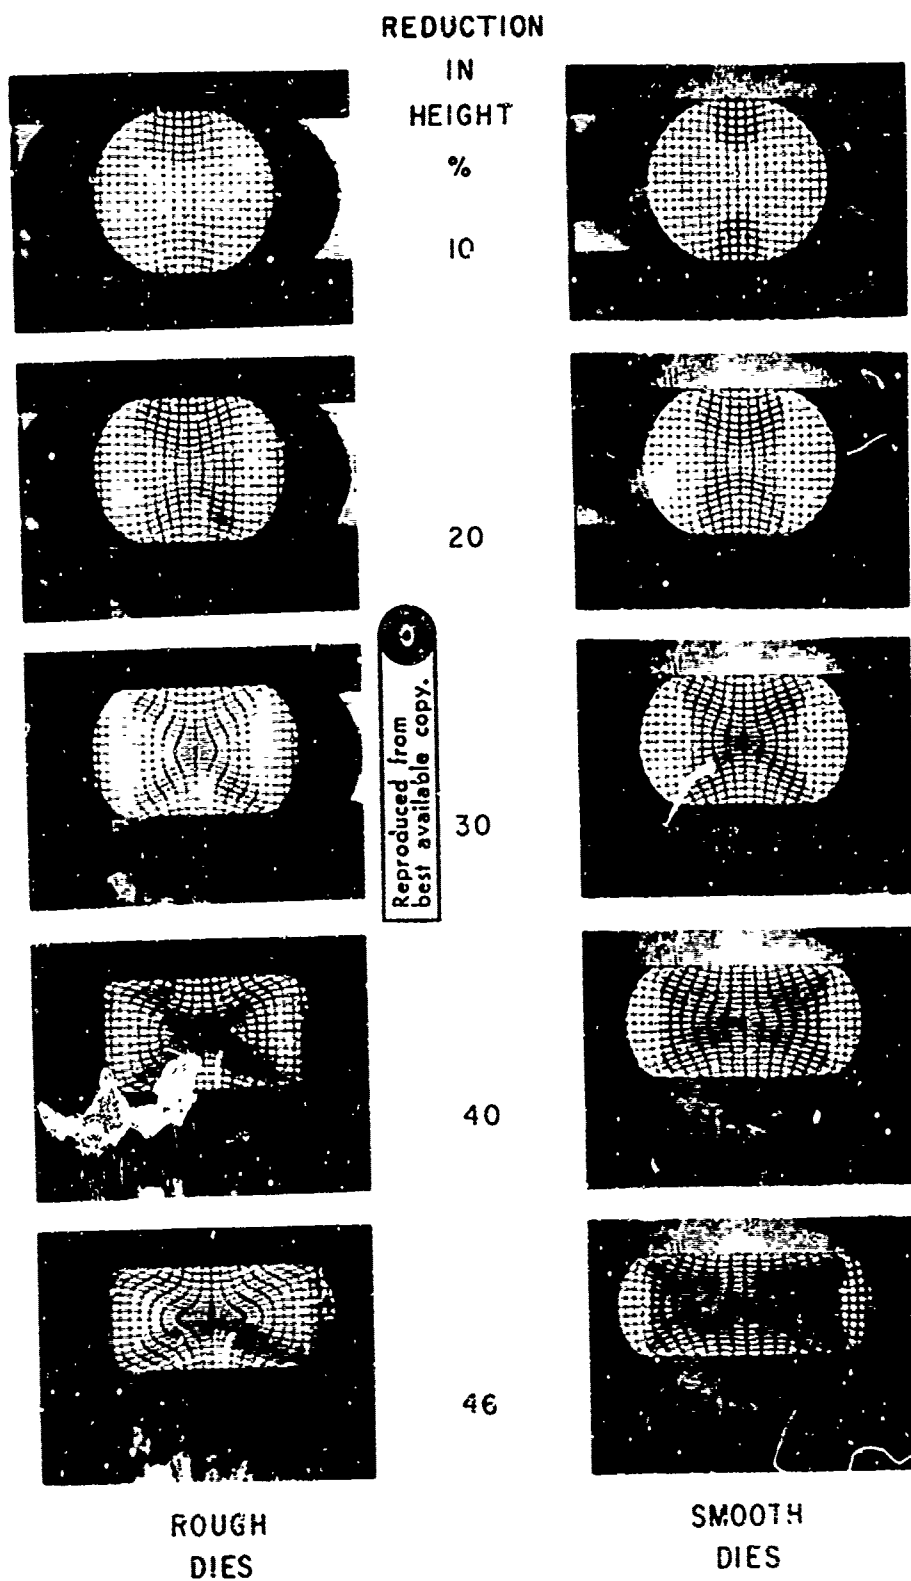 REDUCTION
IN
HEIGHT
%
10
20
Reproduced from
best available copy.
30
40
46
ROUGH
DIES
SMOOTH
DIES